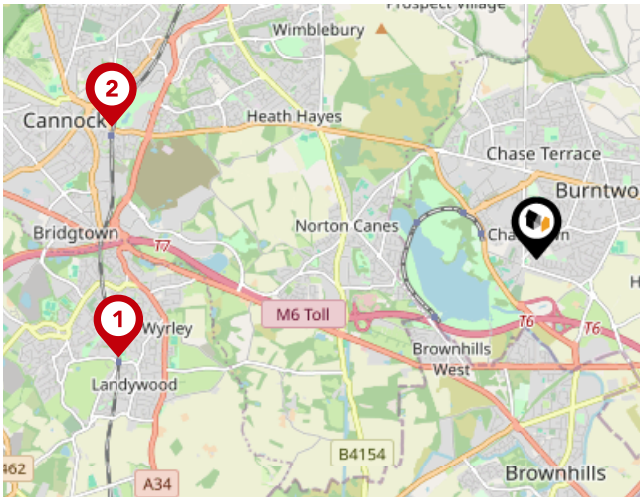 Prospect Village
Wimblebury
2
Cannock
Heath Hayes
Chase Terrace
Burntwo
Norton Canes
Bridgtown
T7
M6 Toll
1
Wyrley
T6
T6
Brownhills
West
Landywood
B4154
462
A34
Brownhills
H